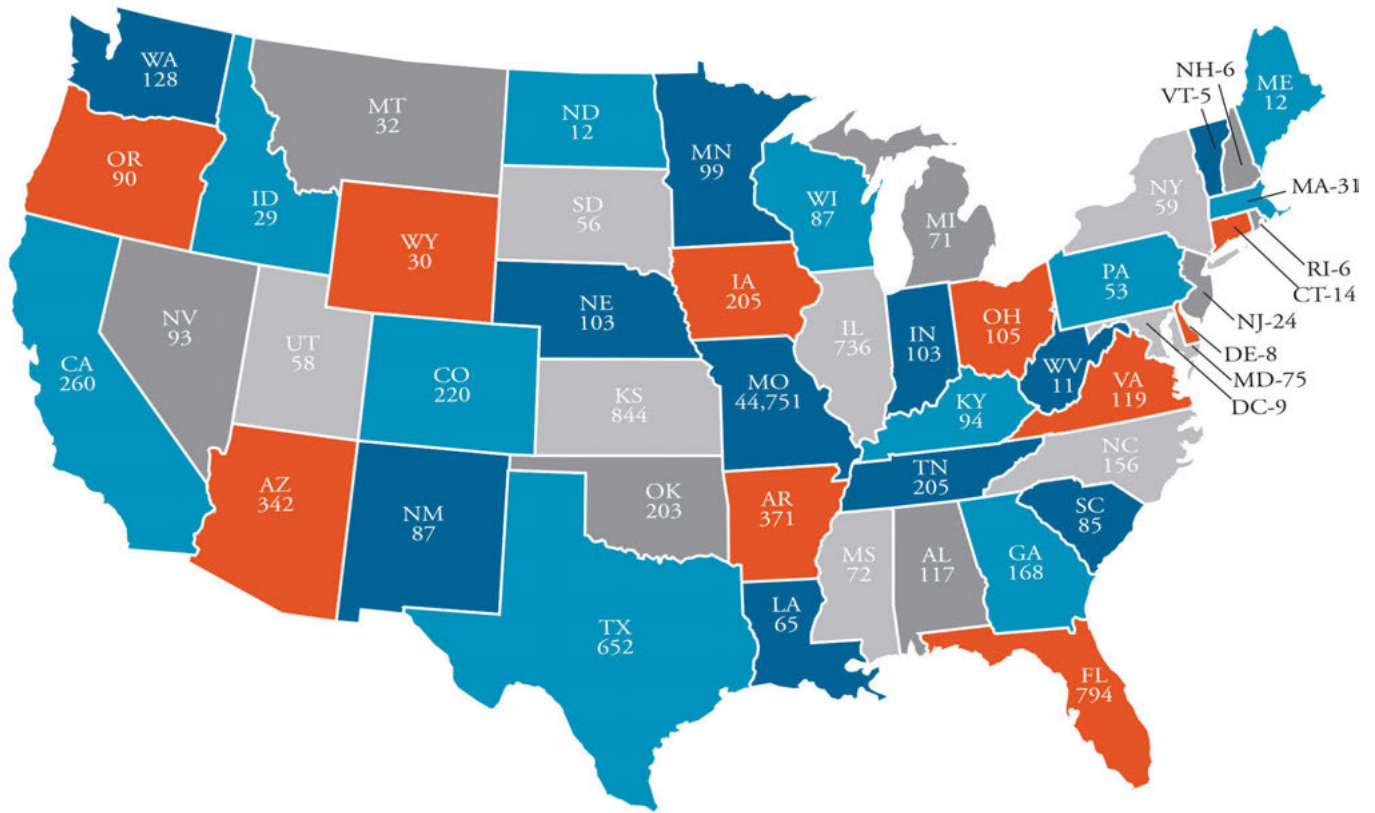 WA
128
OR
90
CA
260
NV
93
ID
29
MT
32
WY
30
UT
58
AZ
342
CO
220
NM
87
ND
12
SD
56
NE
103
KS
844
OK
203
TX
652
MN
99
IA
205
MO
44,751
AR
371
LA
65
WI
87
IL
736
MI
71
IN
103
OH
105
KY
94
TN
205
MS
72
AL
117
GA
168
FL
794
SC
85
NC
156
VA
119
WV
11
PA
53
NY
59
ME
12
NH-6
VT-5
MA-31
RI-6
CT-14
NJ-24
DE-8
MD-75
DC-9